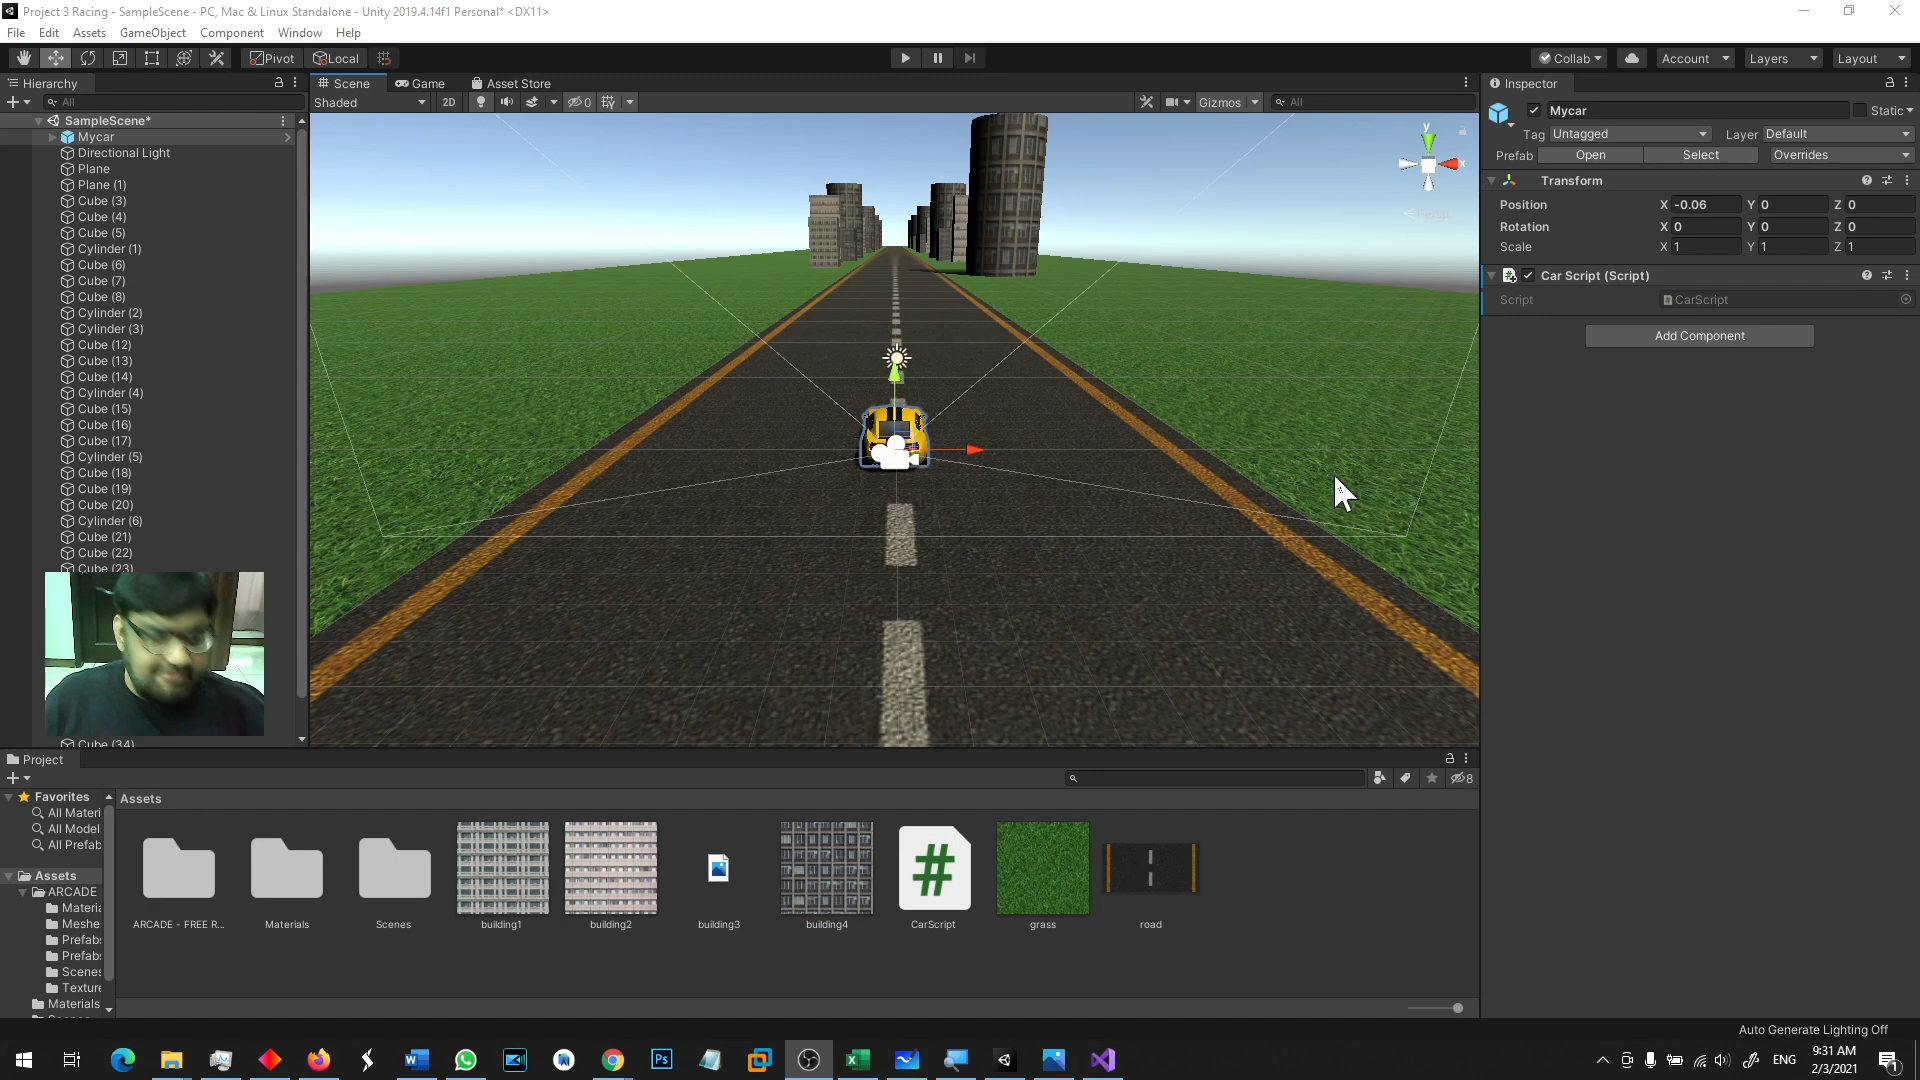 Project 3 Racing - SampleScene - PC, Mac & Linux Standalone - Unity 2019.4.14f1 Personal* <DX11>
File Edit Assets GameObject Component Window Help
Pivot Local Collab Account Layers Layout
Hierarchy
All
SampleScene*
Mycar
Directional Light
Plane
Plane (1)
Cube (3)
Cube (4)
Cube (5)
Cylinder (1)
Cube (6)
Cube (7)
Cube (8)
Cylinder (2)
Cylinder (3)
Cube (12)
Cube (13)
Cube (14)
Cylinder (4)
Cube (15)
Cube (16)
Cube (17)
Cylinder (5)
Cube (18)
Cube (19)
Cube (20)
Cylinder (6)
Cube (21)
Cube (22)
Cube (23)
Cube (34)
Scene Game Asset Store
Shaded 2D 0 Gizmos All
y
x
Persp
Inspector
Mycar Static
Tag Untagged Layer Default
Prefab Open Select Overrides
Transform
Position X -0.06 Y 0 Z 0
Rotation X 0 Y 0 Z 0
Scale X 1 Y 1 Z 1
Car Script (Script)
Script CarScript
Add Component
Project
8
Favorites
All Materi
All Model
All Prefab
Assets
ARCADE
Materia
Meshe
Prefab
Prefab
Scenes
Texture
Materials
Assets
ARCADE - FREE R... Materials Scenes building1 building2 building3 building4 CarScript grass road
Auto Generate Lighting Off
ENG
9:31 AM
2/3/2021
1